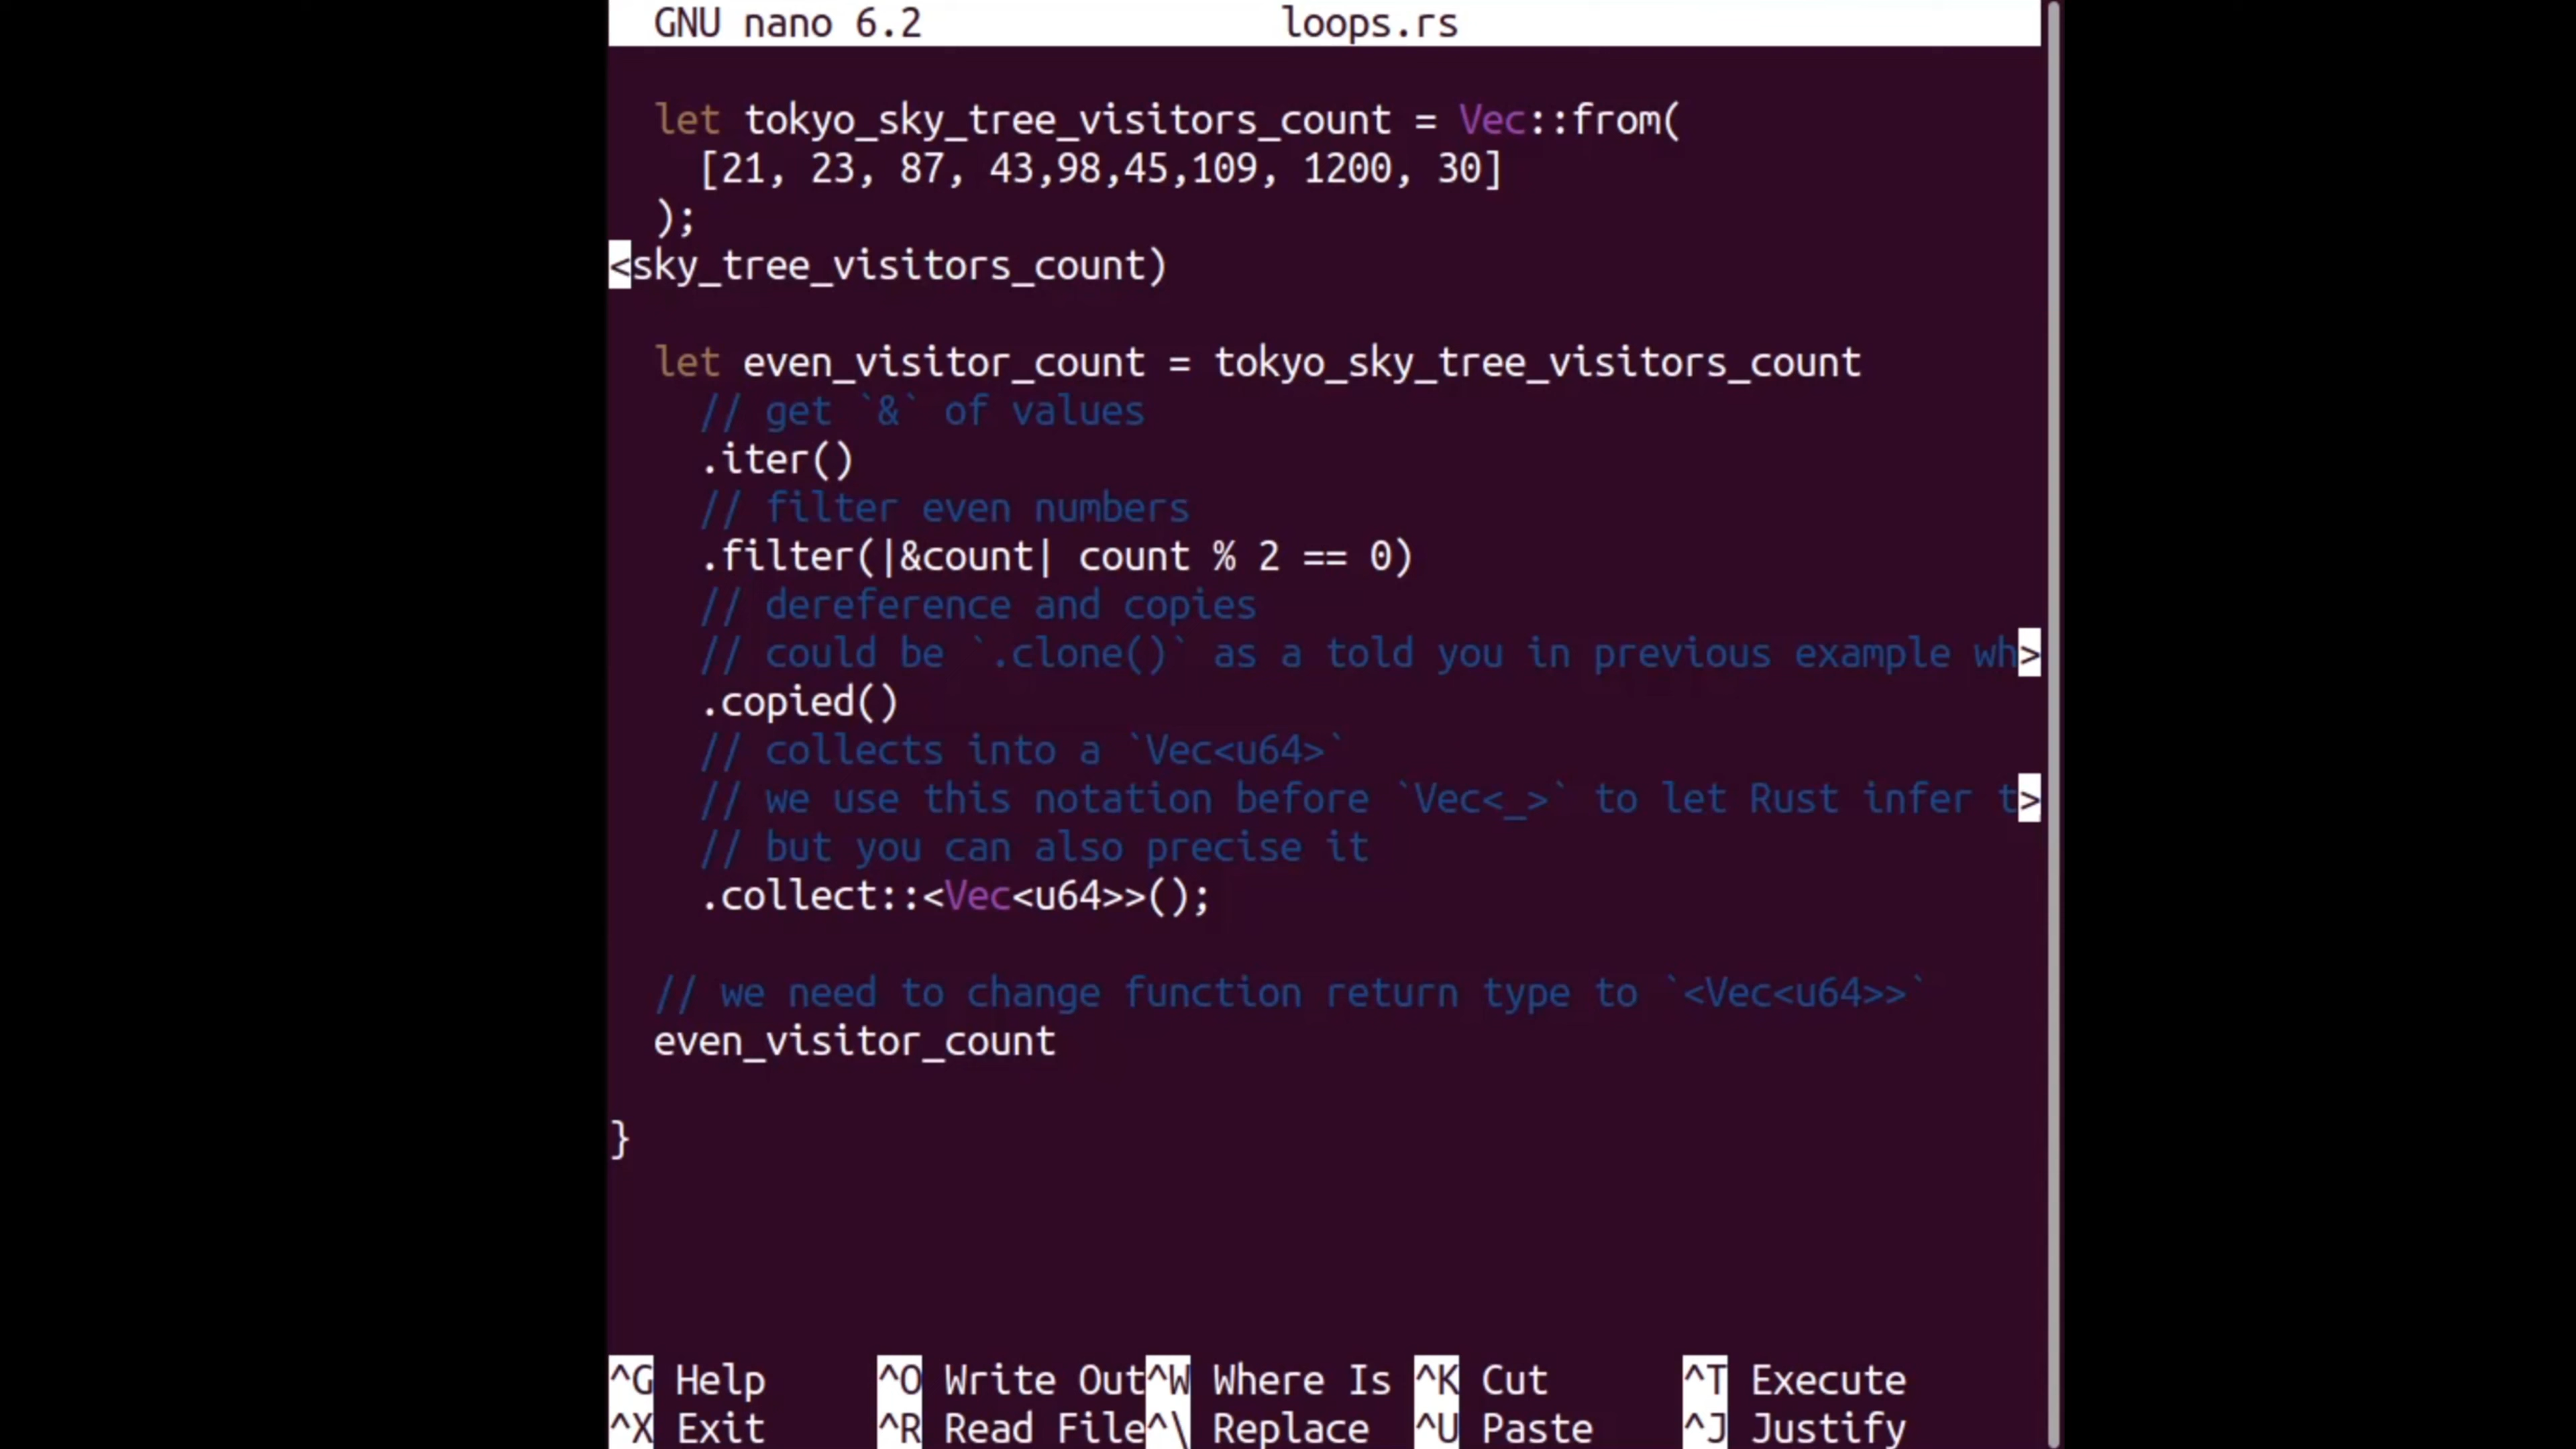 GNU nano 6.2 loops.rs
let tokyo_sky_tree_visitors_count = Vec::from(
[21, 23, 87, 43,98,45,109, 1200, 30]
);
<sky_tree_visitors_count)
let even_visitor_count = tokyo_sky_tree_visitors_count
// get `&` of values
.iter()
// filter even numbers
.filter(|&count| count % 2 == 0)
// dereference and copies
// could be `.clone()` as a told you in previous example wh>
.copied()
// collects into a `Vec<u64>`
// we use this notation before `Vec<_>` to let Rust infer t>
// but you can also precise it
.collect::<Vec<u64>>();
// we need to change function return type to `<Vec<u64>>`
even_visitor_count
}
^G Help ^O Write Out ^W Where Is ^K Cut ^T Execute
^X Exit ^R Read File ^\ Replace ^U Paste ^J Justify